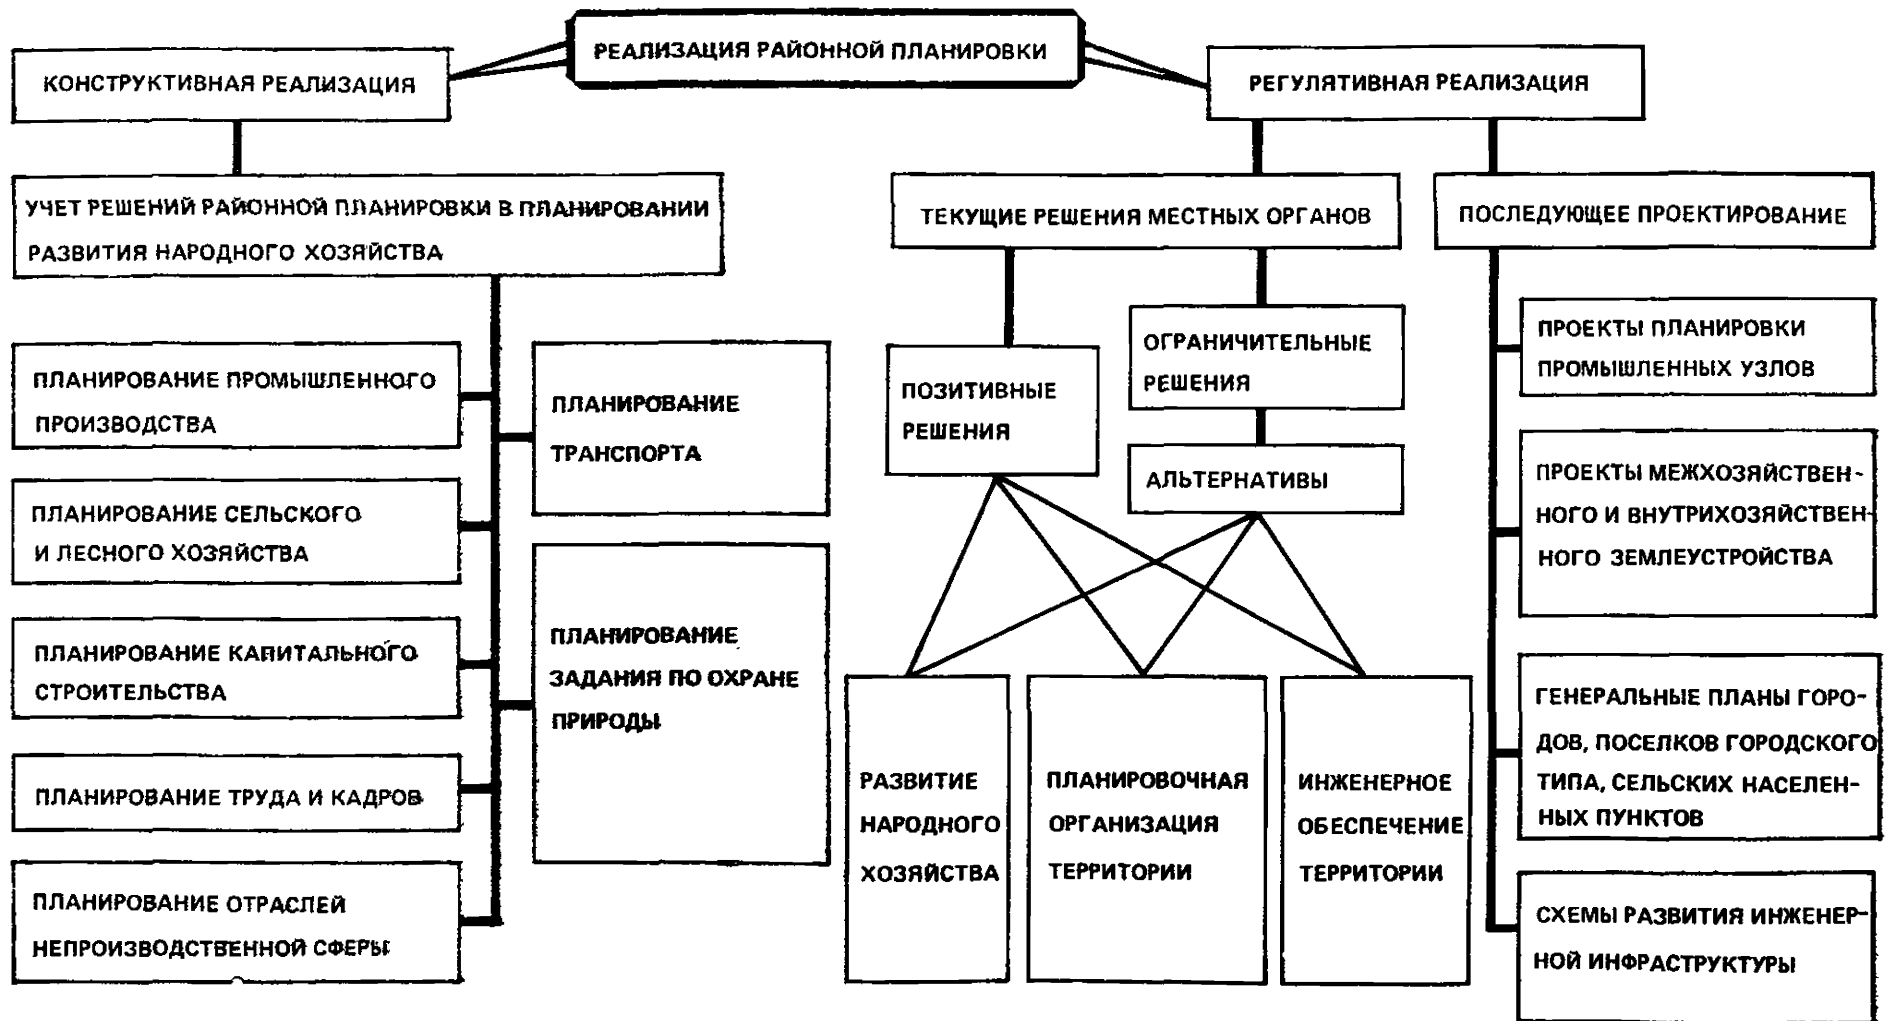 РЕАЛИЗАЦИЯ РАЙОННОЙ ПЛАНИРОВКИ
КОНСТРУКТИВНАЯ РЕАЛИЗАЦИЯ
РЕГУЛЯТИВНАЯ РЕАЛИЗАЦИЯ
УЧЕТ РЕШЕНИЙ РАЙОННОЙ ПЛАНИРОВКИ В ПЛАНИРОВАНИИ
РАЗВИТИЯ НАРОДНОГО ХОЗЯЙСТВА
ПЛАНИРОВАНИЕ ПРОМЫШЛЕННОГО
ПРОИЗВОДСТВА
ПЛАНИРОВАНИЕ СЕЛЬСКОГО
И ЛЕСНОГО ХОЗЯЙСТВА
ПЛАНИРОВАНИЕ КАПИТАЛЬНОГО
СТРОИТЕЛЬСТВА
ПЛАНИРОВАНИЕ ТРУДА И КАДРОВ
ПЛАНИРОВАНИЕ ОТРАСЛЕЙ
НЕПРОИЗВОДСТВЕННОЙ СФЕРЫ
ПЛАНИРОВАНИЕ
ТРАНСПОРТА
ПЛАНИРОВАНИЕ
ЗАДАНИЯ ПО ОХРАНЕ
ПРИРОДЫ
ТЕКУЩИЕ РЕШЕНИЯ МЕСТНЫХ ОРГАНОВ
ПОЗИТИВНЫЕ
РЕШЕНИЯ
ОГРАНИЧИТЕЛЬНЫЕ
РЕШЕНИЯ
АЛЬТЕРНАТИВЫ
РАЗВИТИЕ
НАРОДНОГО
ХОЗЯЙСТВА
ПЛАНИРОВОЧНАЯ
ОРГАНИЗАЦИЯ
ТЕРРИТОРИИ
ИНЖЕНЕРНОЕ
ОБЕСПЕЧЕНИЕ
ТЕРРИТОРИИ
ПОСЛЕДУЮЩЕЕ ПРОЕКТИРОВАНИЕ
ПРОЕКТЫ ПЛАНИРОВКИ
ПРОМЫШЛЕННЫХ УЗЛОВ
ПРОЕКТЫ МЕЖХОЗЯЙСТВЕН-
НОГО И ВНУТРИХОЗЯЙСТВЕН-
НОГО ЗЕМЛЕУСТРОЙСТВА
ГЕНЕРАЛЬНЫЕ ПЛАНЫ ГОРО-
ДОВ, ПОСЕЛКОВ ГОРОДСКОГО
ТИПА, СЕЛЬСКИХ НАСЕЛЕН-
НЫХ ПУНКТОВ
СХЕМЫ РАЗВИТИЯ ИНЖЕНЕР-
НОЙ ИНФРАСТРУКТУРЫ